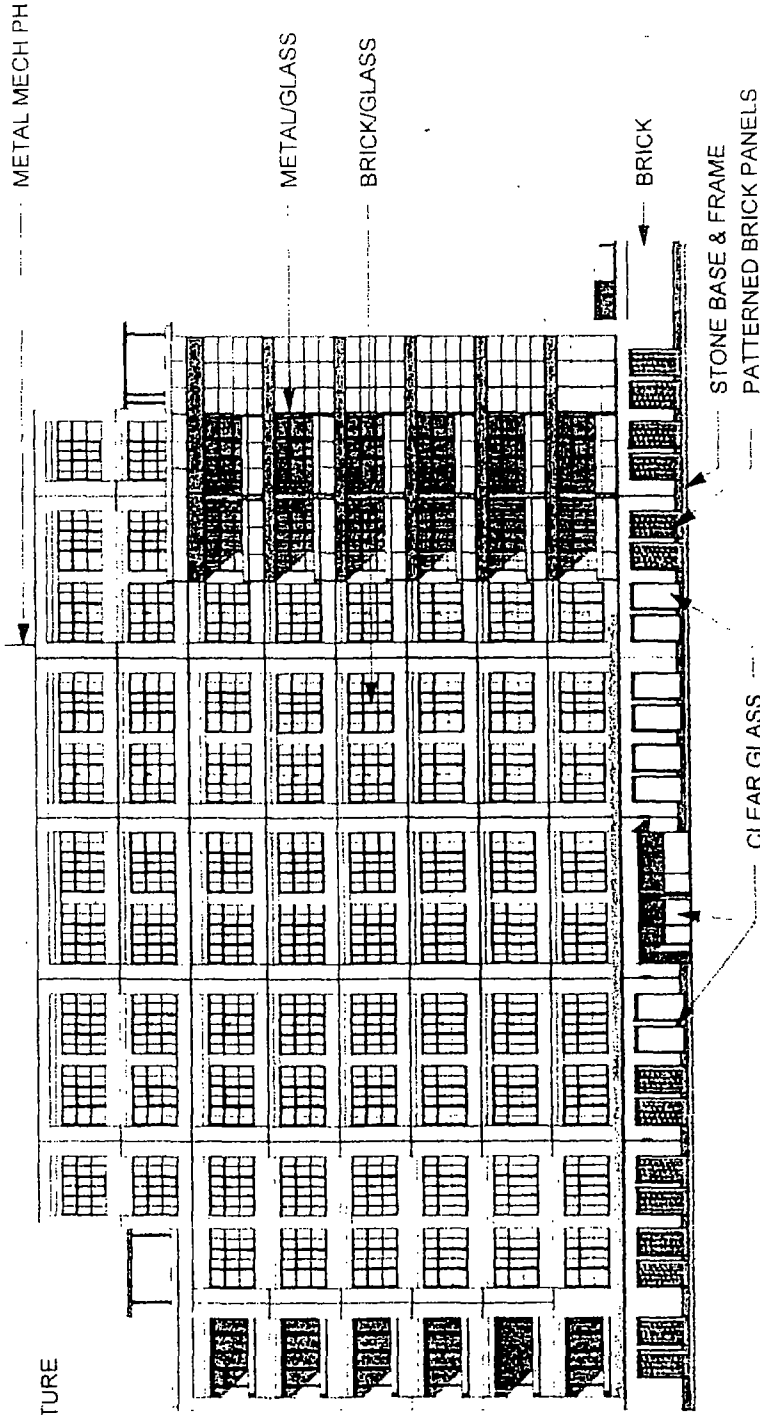 METAL MECH PH
METAL/GLASS
BRICK/GLASS
BRICK
STONE BASE & FRAME
PATTERNED BRICK PANELS
CLEAR GLASS
TURE